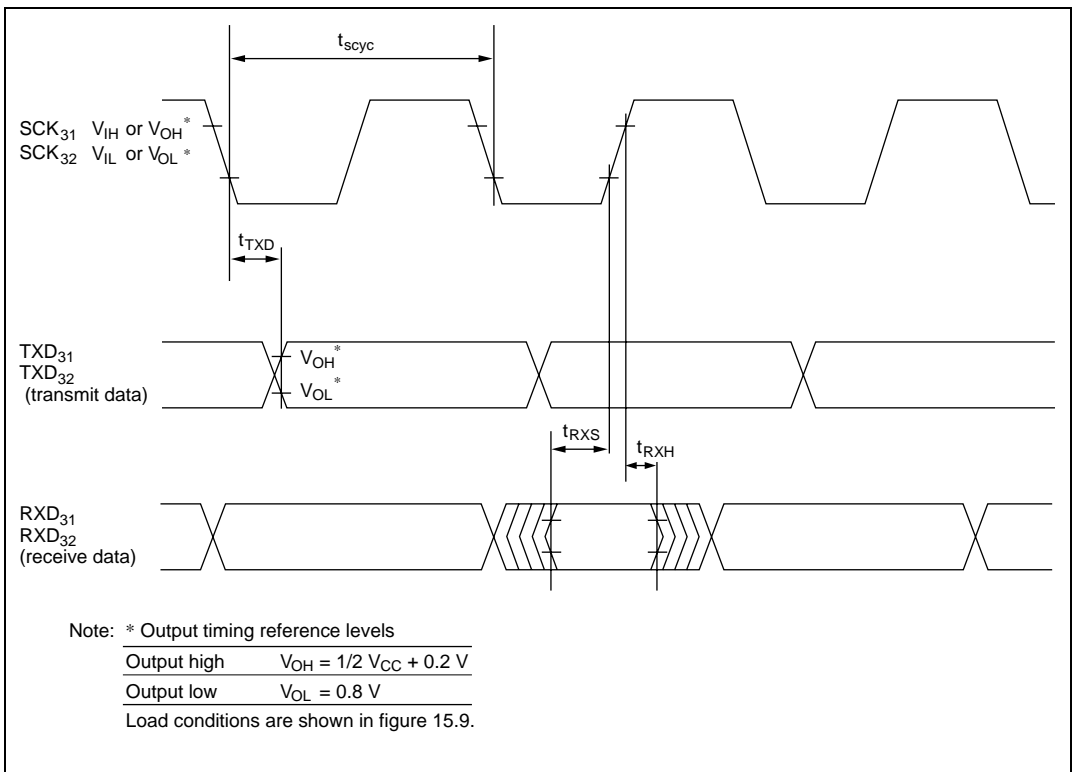 tscyc
SCK31 VIH or VOH*
SCK32 VIL or VOL*
tTXD
TXD31
TXD32
(transmit data)
VOH*
VOL*
tRXS
tRXH
RXD31
RXD32
(receive data)
Note: * Output timing reference levels
Output high VOH = 1/2 VCC + 0.2 V
Output low VOL = 0.8 V
Load conditions are shown in figure 15.9.